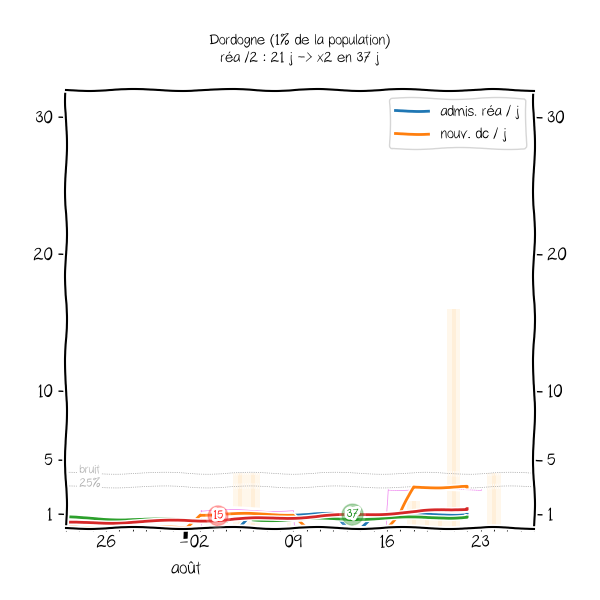 Dordogne (1% de la population)
réa /2 : 21 j -> x2 en 37 j
admis. réa / j
nouv. dc / j
30 30
20 20
10 10
5 5
bruit
25%
1 1
15 37
26 02 09 16 23
août